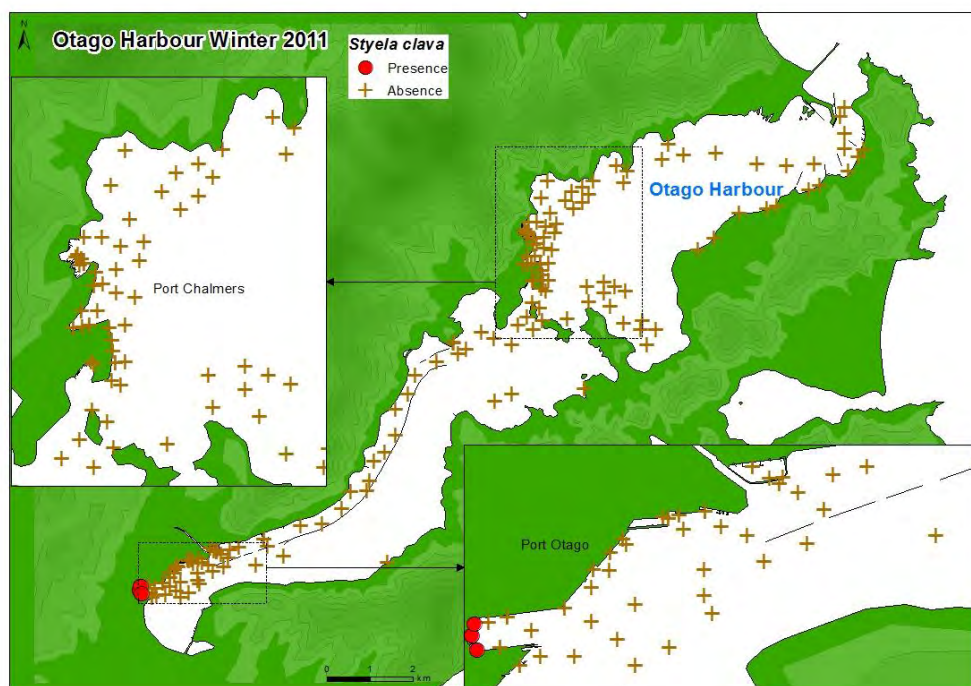 N
Otago Harbour Winter 2011
Styela clava
Presence
Absence
Port Chalmers
Otago Harbour
Port Otago
0 1 2
km